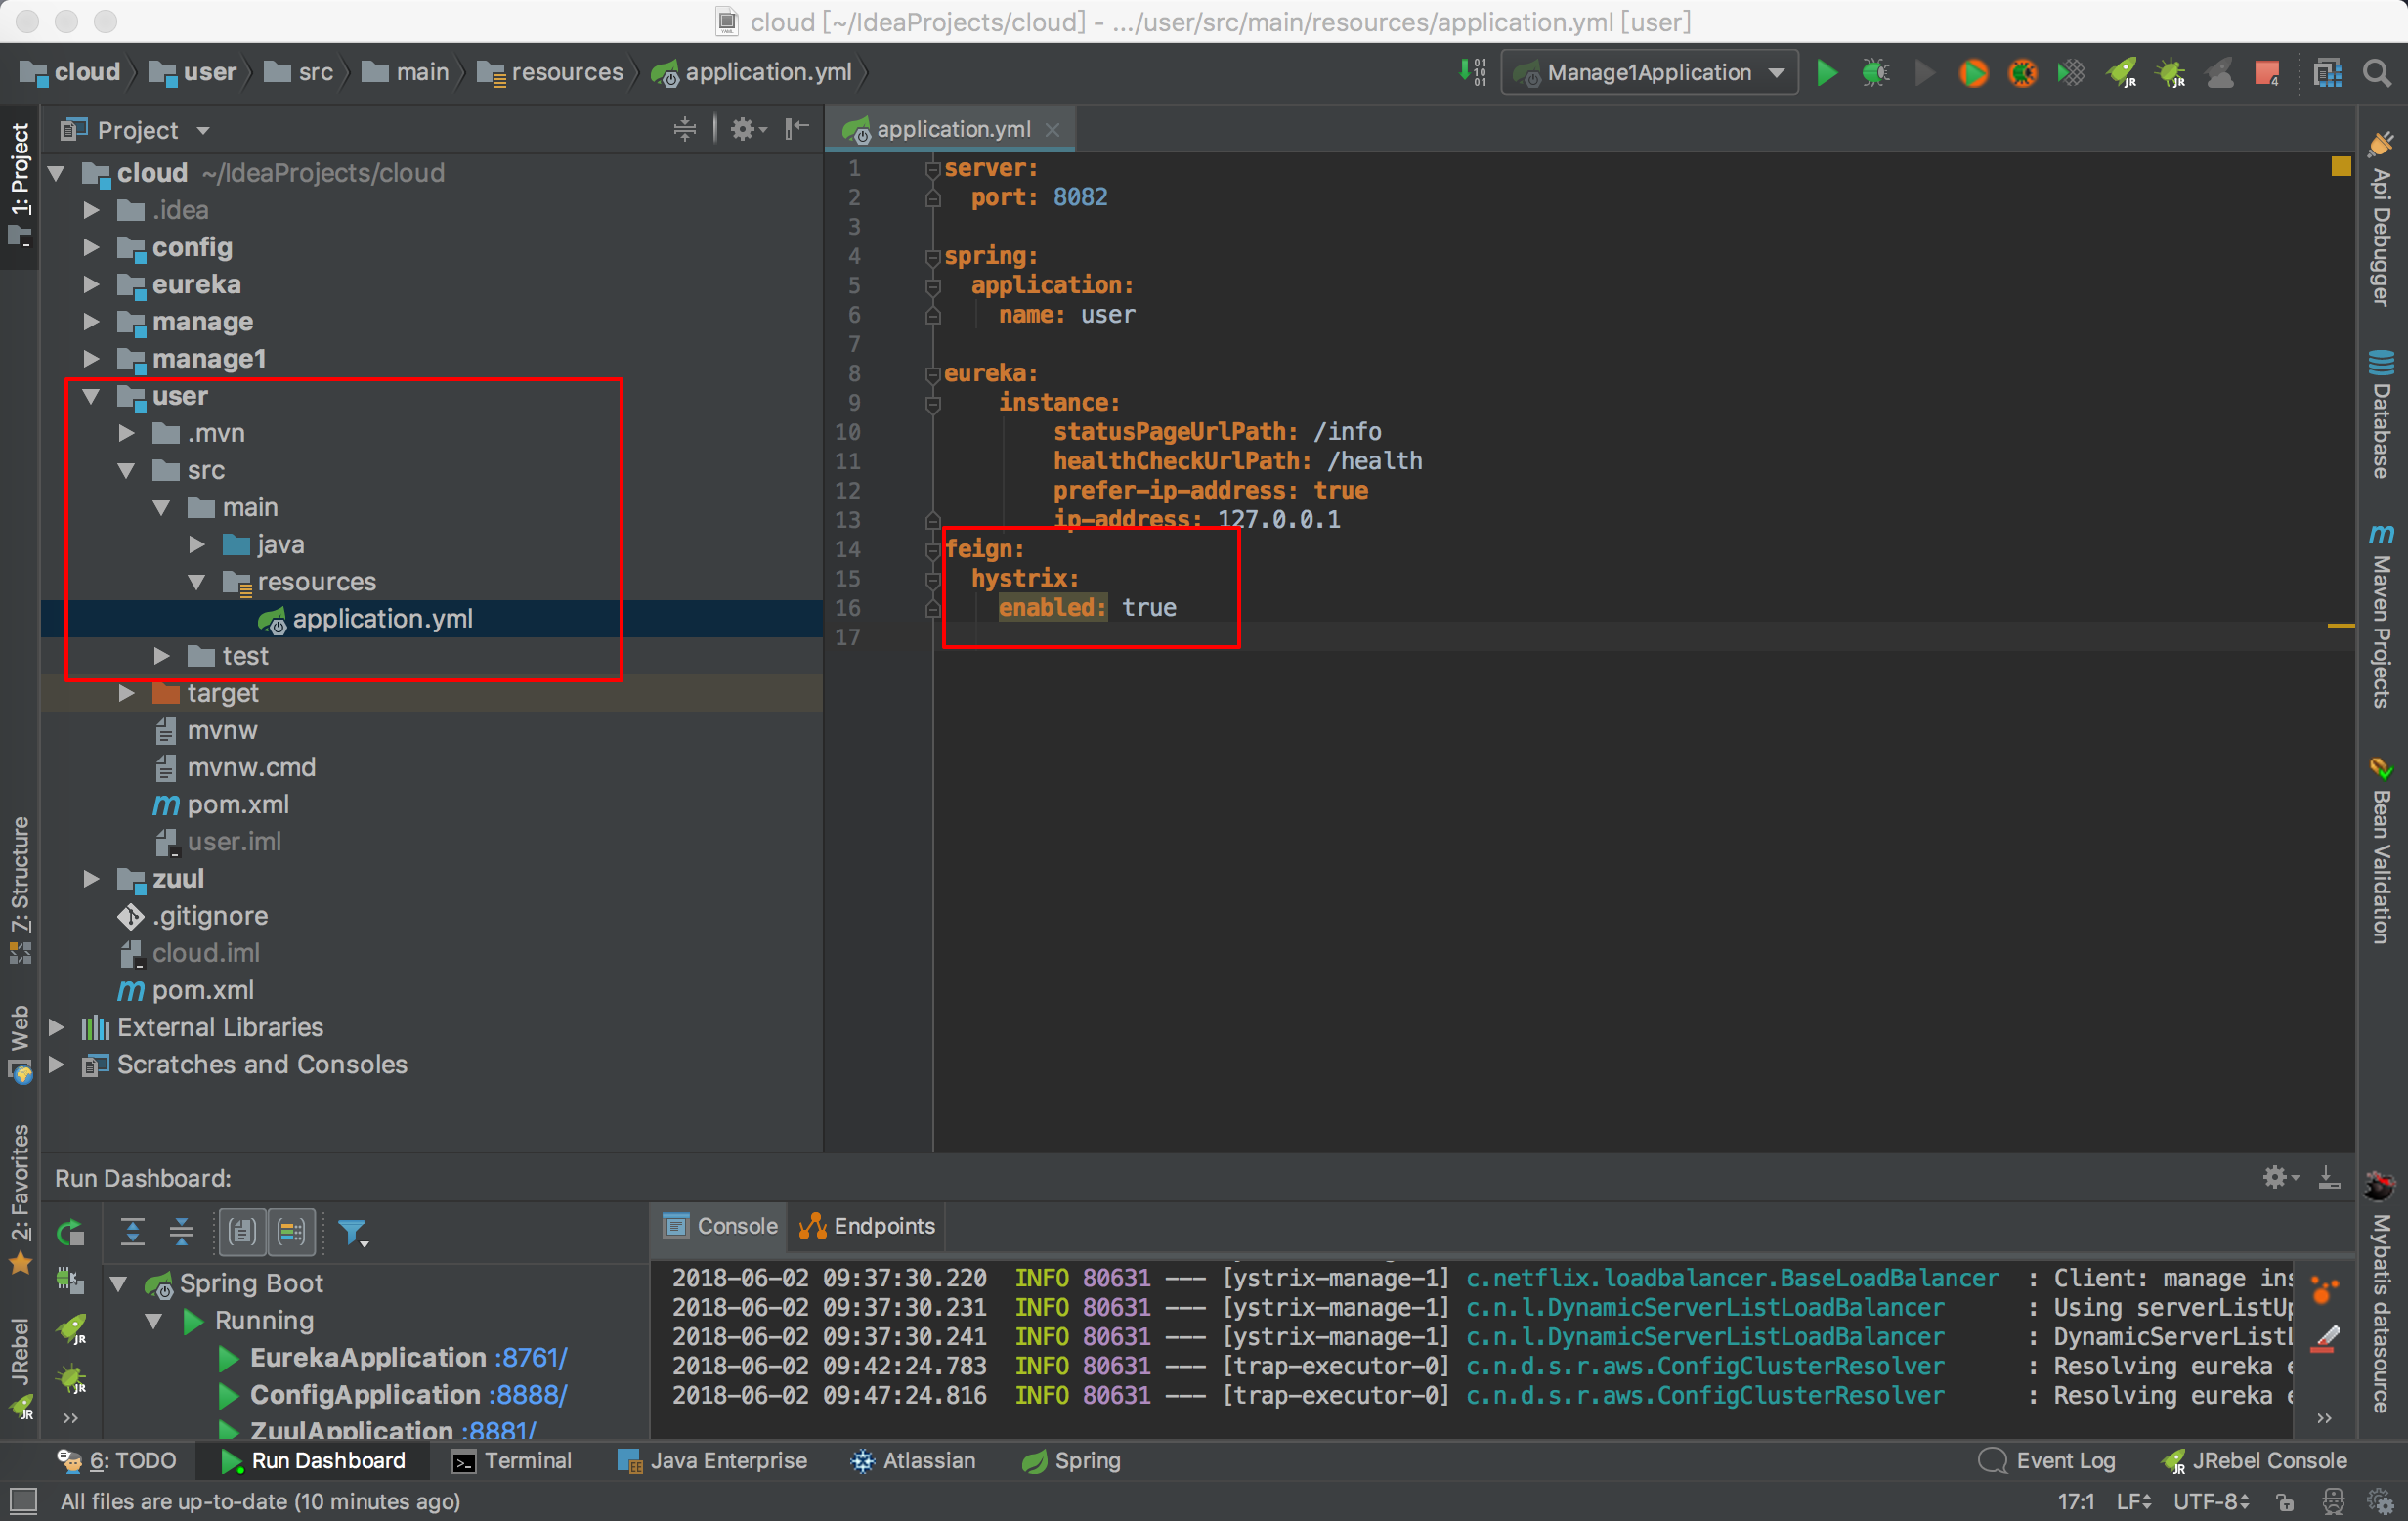 cloud [~/IdeaProjects/cloud] - .../user/src/main/resources/application.yml [user]
cloud user src main resources application.yml
Manage1Application
Project
application.yml
1: Project
cloud ~/IdeaProjects/cloud
.idea
config
eureka
manage
manage1
user
.mvn
src
main
java
resources
application.yml
test
target
mvnw
mvnw.cmd
pom.xml
user.iml
zuul
.gitignore
cloud.iml
pom.xml
External Libraries
Scratches and Consoles
1 server:
2 port: 8082
3
4 spring:
5 application:
6 name: user
7
8 eureka:
9 instance:
10 statusPageUrlPath: /info
11 healthCheckUrlPath: /health
12 prefer-ip-address: true
13 ip-address: 127.0.0.1
14 feign:
15 hystrix:
16 enabled: true
17
Api Debugger
Database
Maven Projects
Bean Validation
Mybatis datasource
Z: Structure
Web
2: Favorites
JRebel
Run Dashboard:
Console Endpoints
Spring Boot
Running
EurekaApplication :8761/
ConfigApplication :8888/
ZuulApplication :8881/
2018-06-02 09:37:30.220 INFO 80631 --- [ystrix-manage-1] c.netflix.loadbalancer.BaseLoadBalancer : Client: manage ins
2018-06-02 09:37:30.231 INFO 80631 --- [ystrix-manage-1] c.n.l.DynamicServerListLoadBalancer : Using serverListUp
2018-06-02 09:37:30.241 INFO 80631 --- [ystrix-manage-1] c.n.l.DynamicServerListLoadBalancer : DynamicServerListL
2018-06-02 09:42:24.783 INFO 80631 --- [trap-executor-0] c.n.d.s.r.aws.ConfigClusterResolver : Resolving eureka e
2018-06-02 09:47:24.816 INFO 80631 --- [trap-executor-0] c.n.d.s.r.aws.ConfigClusterResolver : Resolving eureka e
6: TODO Run Dashboard Terminal Java Enterprise Atlassian Spring Event Log JRebel Console
All files are up-to-date (10 minutes ago) 17:1 LF UTF-8